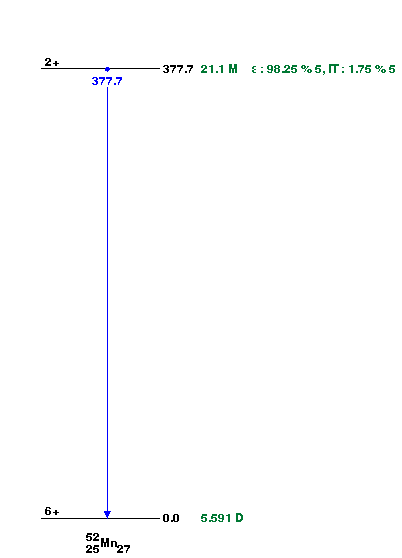 2+
377.7 21.1 M ε : 98.25 % 5, IT : 1.75 % 5
377.7
6+
0.0 5.591 D
52
25Mn27